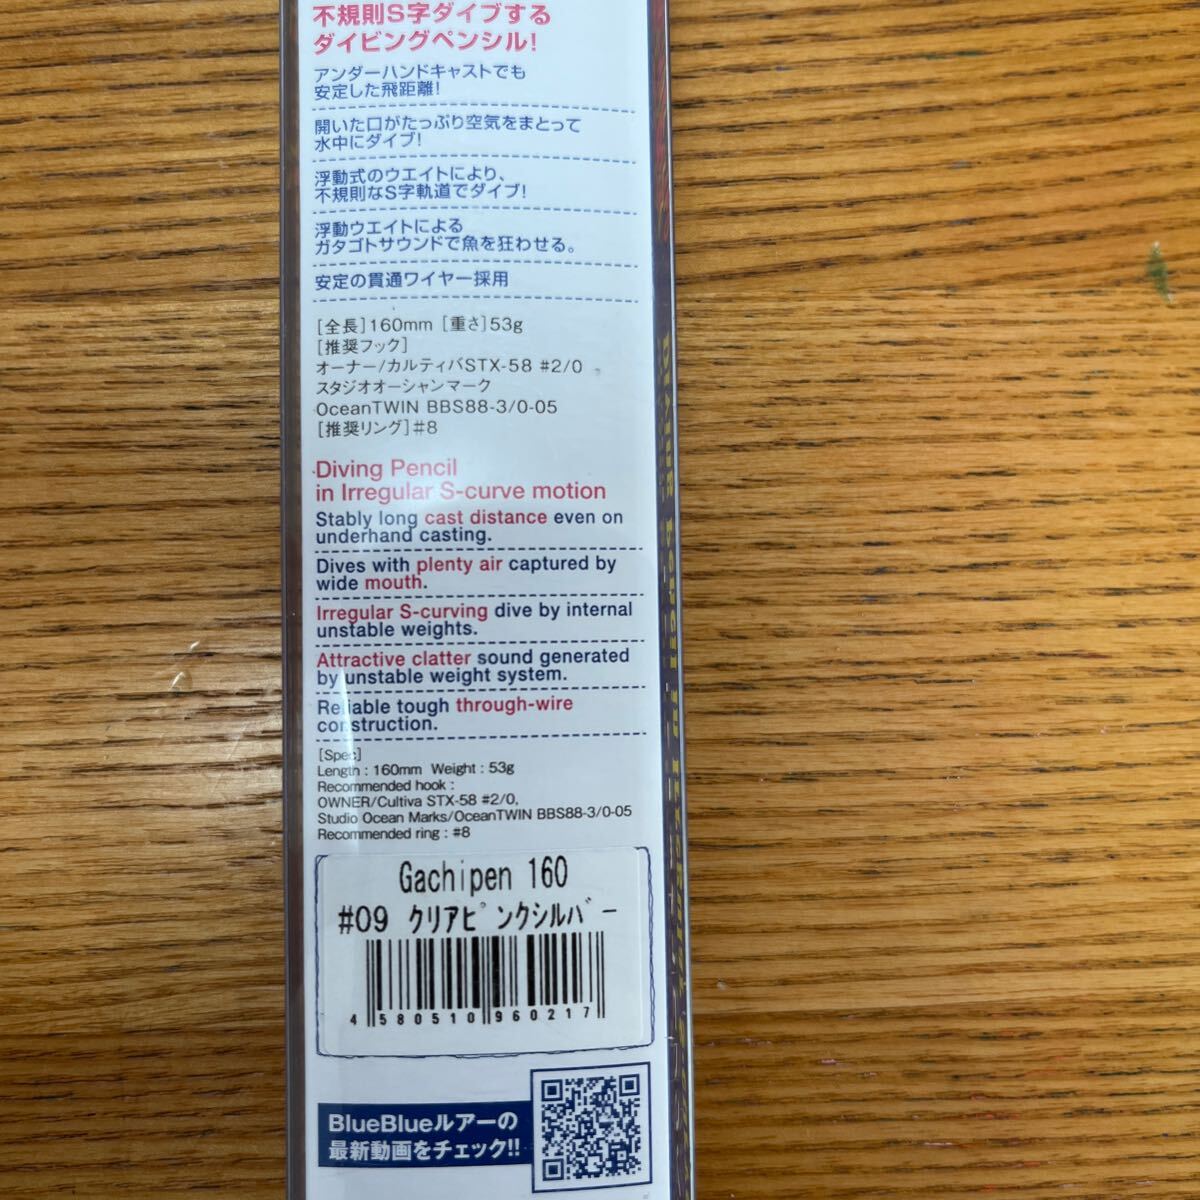 不規則S字ダイブする
ダイビングペンシル!
アンダーハンドキャストでも
安定した飛距離!
開いた口がたっぷり空気をまとって
水中にダイブ!
浮動式のウエイトにより、
不規則なS字軌道でダイブ!
浮動ウエイトによる
ガタゴトサウンドで魚を狂わせる。
安定の貫通ワイヤー採用
[全長]160mm [重さ]53g
[推奨フック]
オーナー/カルティバSTX-58 #2/0
スタジオオーシャンマーク
OceanTWIN BBS88-3/0-05
[推奨リング]#8
Diving Pencil
in Irregular S-curve motion
Stably long cast distance even on
underhand casting.
Dives with plenty air captured by
wide mouth.
Irregular S-curving dive by internal
unstable weights.
Attractive clatter sound generated
by unstable weight system.
Reliable tough through-wire
construction.
[Spec]
Length : 160mm Weight : 53g
Recommended hook :
OWNER/Cultiva STX-58 #2/0,
Studio Ocean Marks/OceanTWIN BBS88-3/0-05
Recommended ring : #8
Gachipen 160
#09 クリアピンクシルバー
4 580510 960217
BlueBlueルアーの
最新動画をチェック!!